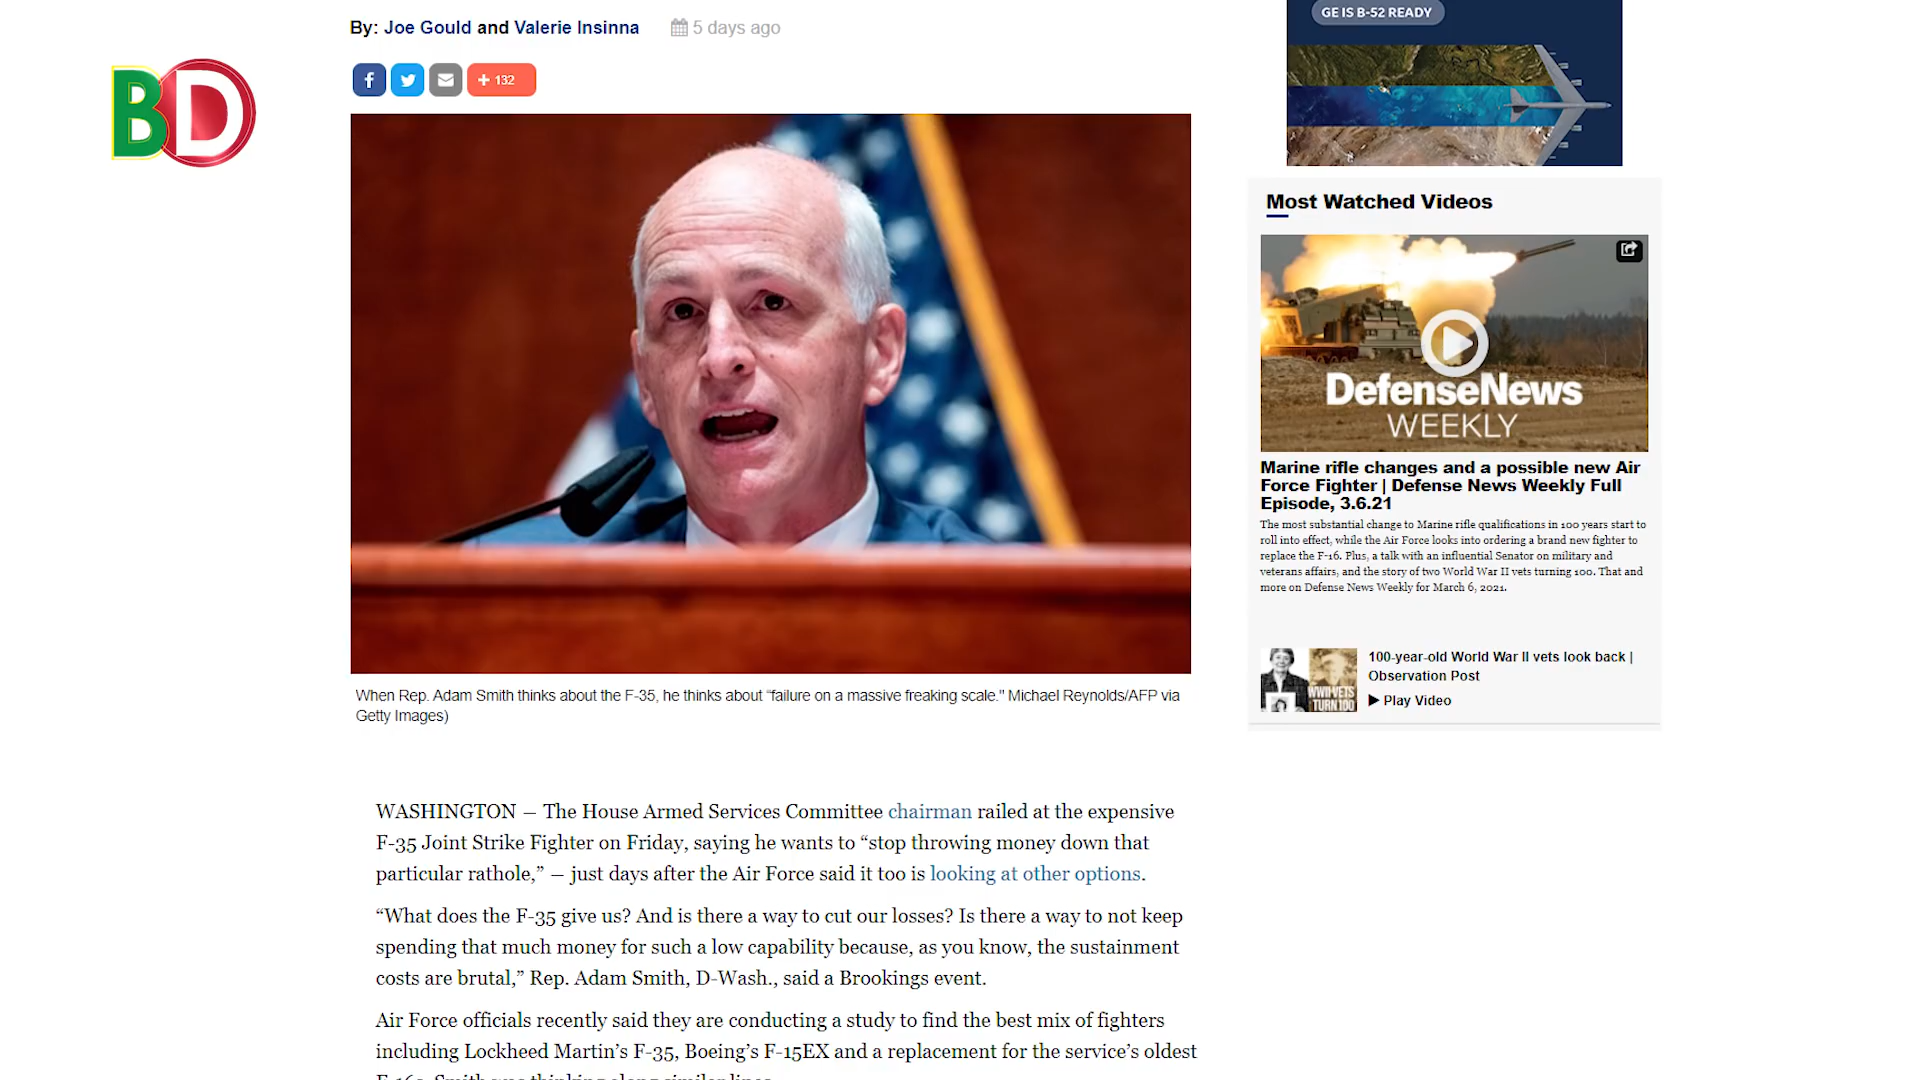 By: Joe Gould and Valerie Insinna
5 days ago
132
BD
When Rep. Adam Smith thinks about the F-35, he thinks about “failure on a massive freaking scale." Michael Reynolds/AFP via
Getty Images)
WASHINGTON — The House Armed Services Committee chairman railed at the expensive
F-35 Joint Strike Fighter on Friday, saying he wants to “stop throwing money down that
particular rathole,” — just days after the Air Force said it too is looking at other options.
“What does the F-35 give us? And is there a way to cut our losses? Is there a way to not keep
spending that much money for such a low capability because, as you know, the sustainment
costs are brutal,” Rep. Adam Smith, D-Wash., said a Brookings event.
Air Force officials recently said they are conducting a study to find the best mix of fighters
including Lockheed Martin’s F-35, Boeing’s F-15EX and a replacement for the service’s oldest
F-16s. Smith was thinking along similar lines.
GE IS B-52 READY
Most Watched Videos
DefenseNews
WEEKLY
Marine rifle changes and a possible new Air
Force Fighter | Defense News Weekly Full
Episode, 3.6.21
The most substantial change to Marine rifle qualifications in 100 years start to
roll into effect, while the Air Force looks into ordering a brand new fighter to
replace the F-16. Plus, a talk with an influential Senator on military and
veterans affairs, and the story of two World War II vets turning 100. That and
more on Defense News Weekly for March 6, 2021.
WWII VETS
TURN 100
100-year-old World War II vets look back |
Observation Post
Play Video